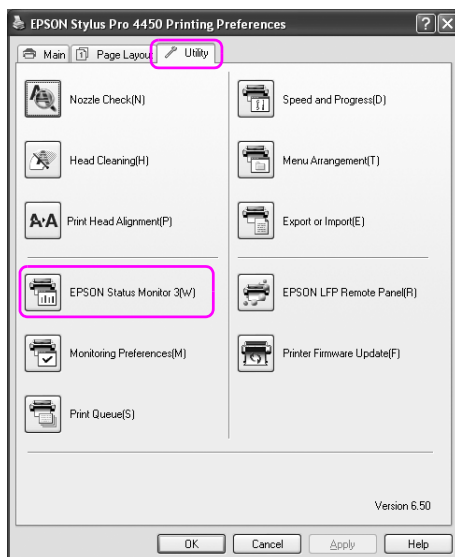 EPSON Stylus Pro 4450 Printing Preferences
Main
Page Layou
Utility
Nozzle Check(N)
Speed and Progress(D)
Head Cleaning(H)
Menu Arrangement(T)
Print Head Alignment(P)
Export or Import(E)
EPSON Status Monitor 3(W)
EPSON LFP Remote Panel(R)
Monitoring Preferences(M)
Printer Firmware Update(F)
Print Queue(S)
Version 6.50
OK
Cancel
Apply
Help